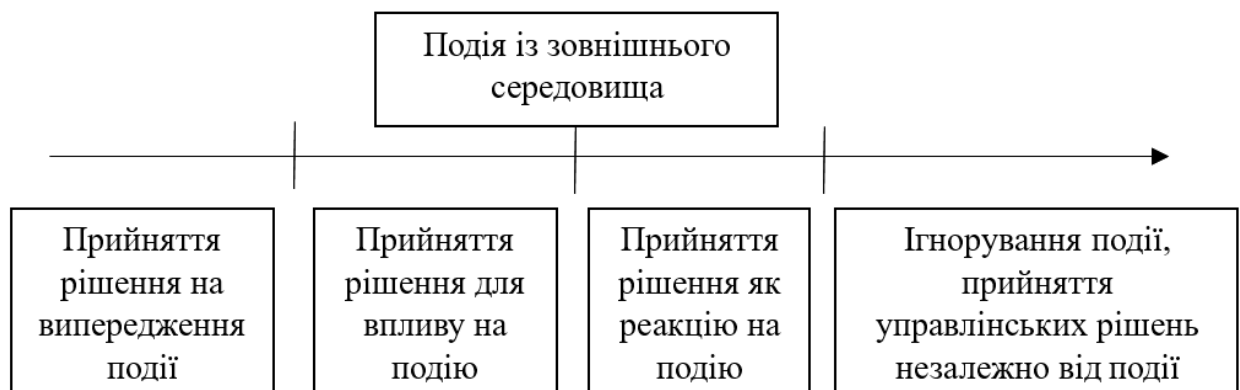 Подія із зовнішнього
середовища
Прийняття
рішення на
випередження
події
Прийняття
рішення для
впливу на
подію
Прийняття
рішення як
реакцію на
подію
Ігнорування події,
прийняття
управлінських рішень
незалежно від події